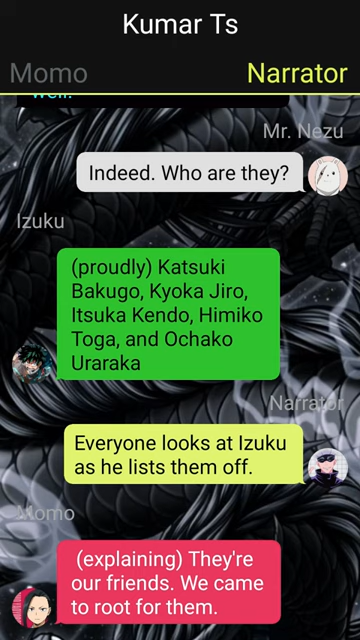 Kumar Ts
Momo
Narrator
well.
Mr. Nezu
Indeed. Who are they?
Izuku
(proudly) Katsuki
Bakugo, Kyoka Jiro,
Itsuka Kendo, Himiko
Toga, and Ochako
Uraraka
Narrator
Everyone looks at Izuku
as he lists them off.
Momo
(explaining) They're
our friends. We came
to root for them.